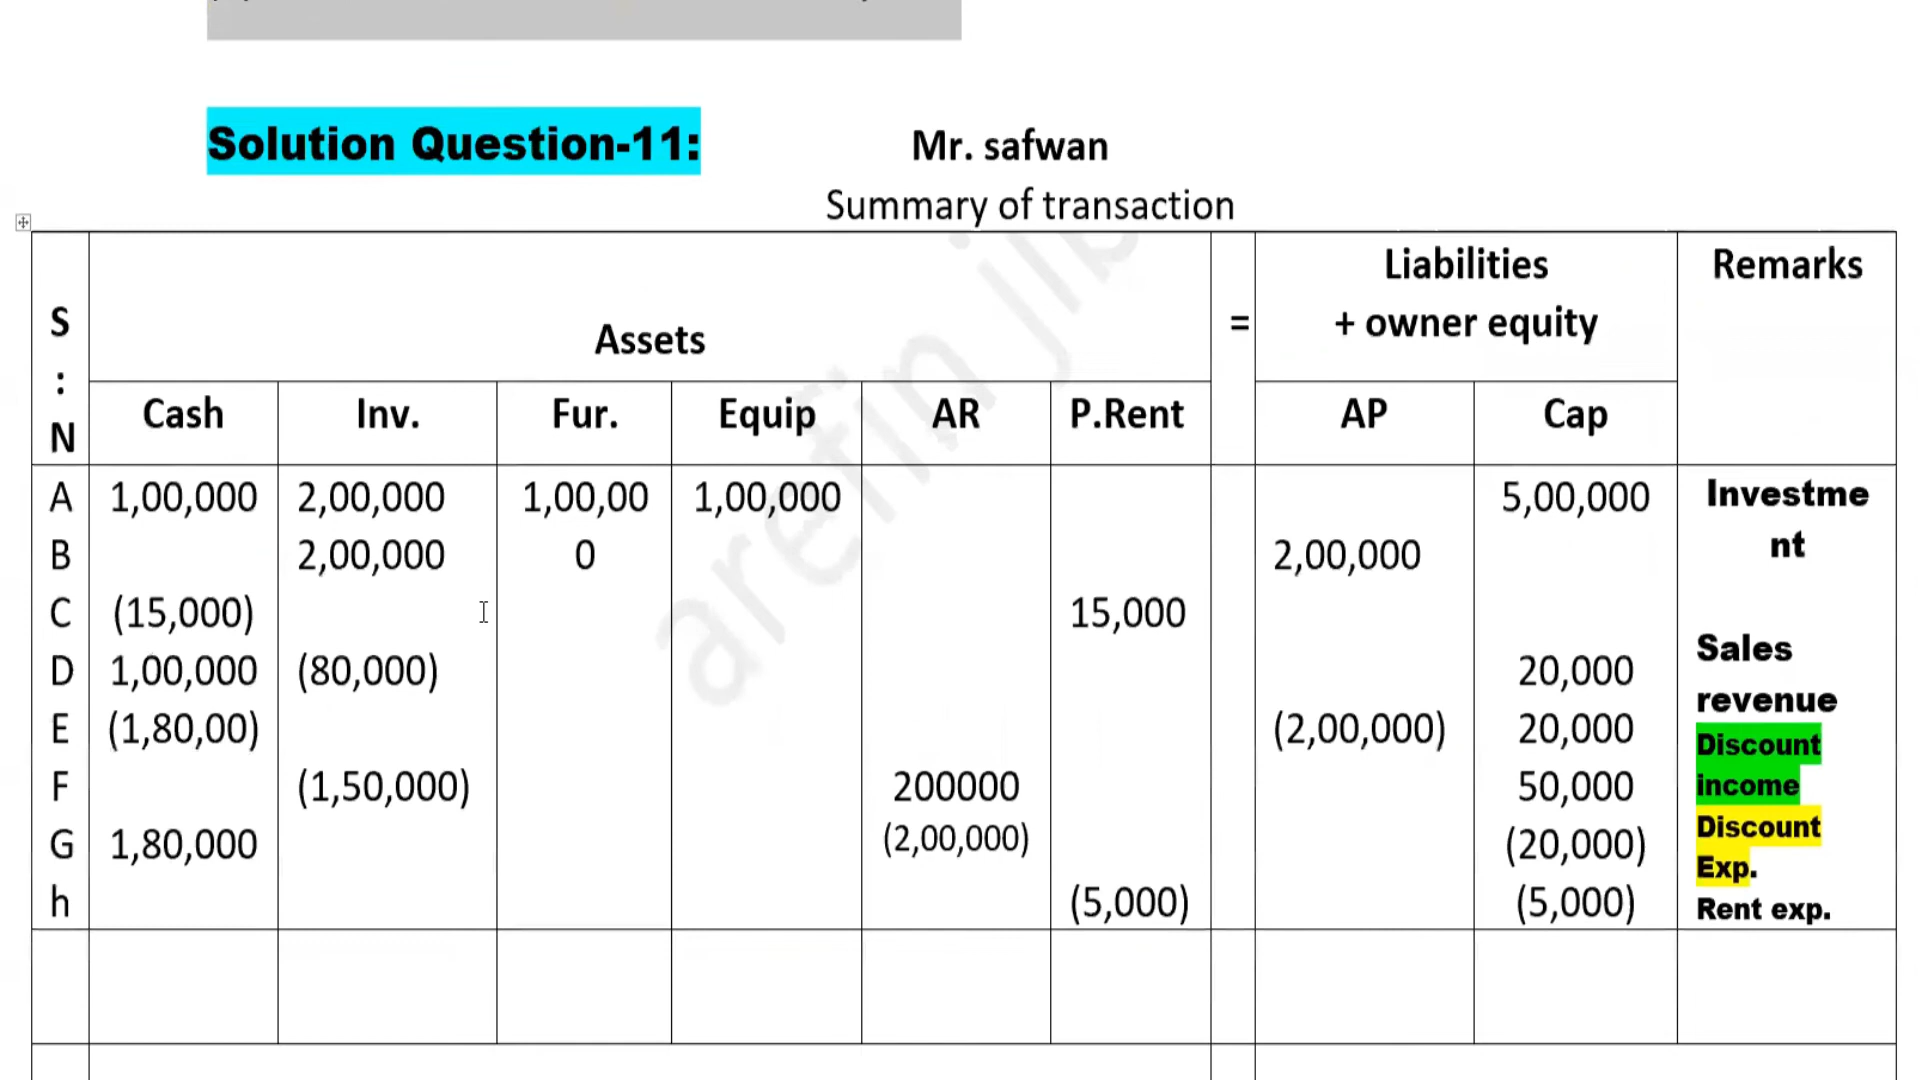 Solution Question-11:
Mr. safwan
Summary of transaction
S : N
Assets
=
Liabilities
+ owner equity
Remarks
Cash Inv. Fur. Equip AR P.Rent AP Cap
A 1,00,000 2,00,000 1,00,00 1,00,000 5,00,000 Investme
B 2,00,000 0 2,00,000 nt
C (15,000) 15,000
D 1,00,000 (80,000) 20,000 Sales
revenue
E (1,80,00) (2,00,000) 20,000 Discount
F (1,50,000) 200000 50,000 income
G 1,80,000 (2,00,000) (20,000) Discount
Exp.
h (5,000) (5,000) Rent exp.
arefin